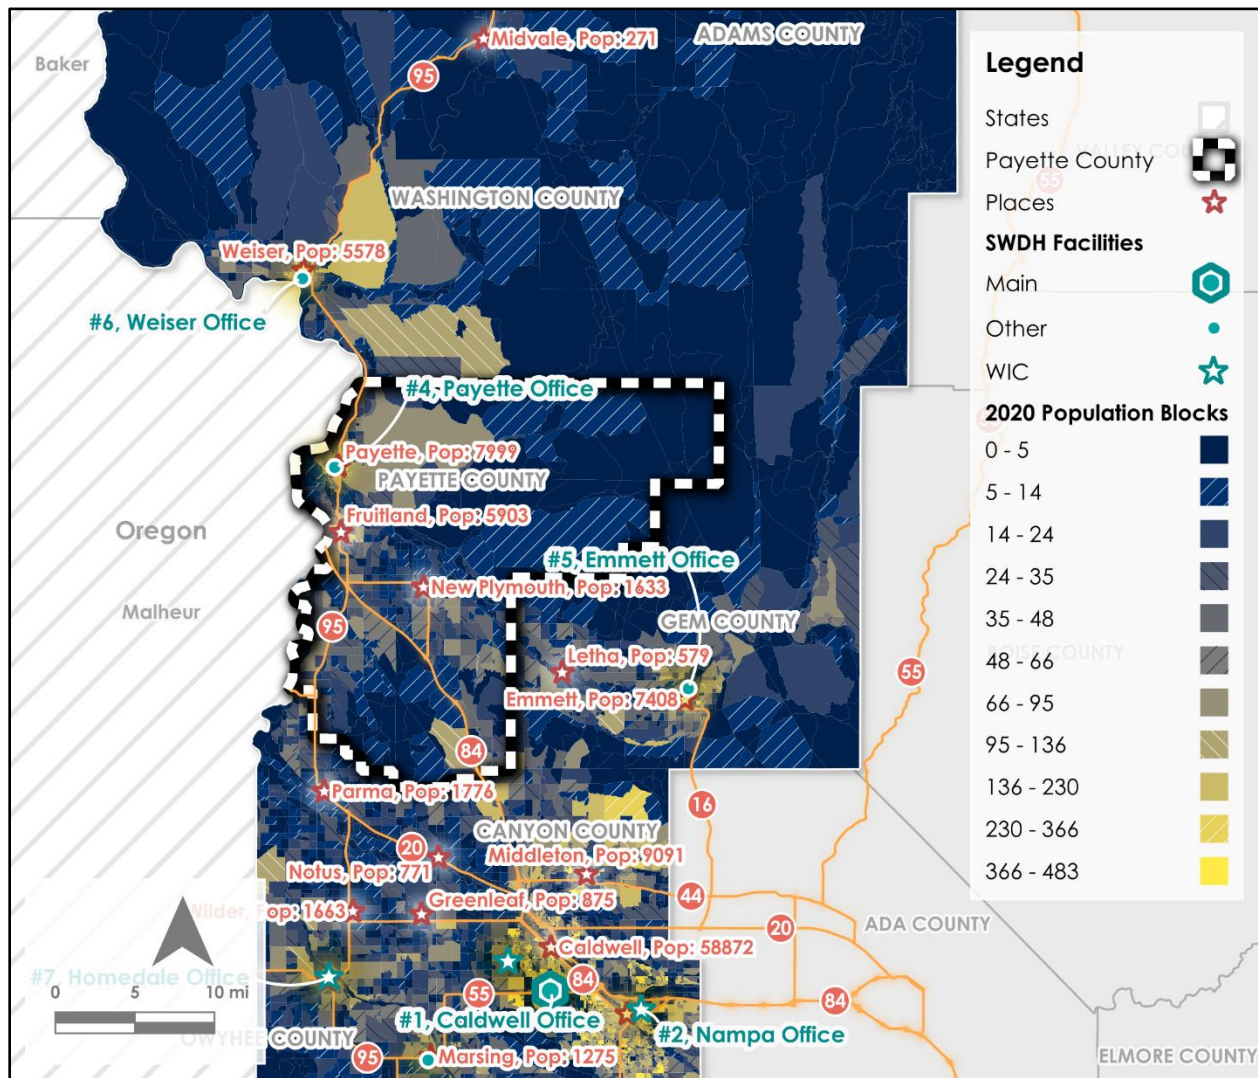 Midvale, Pop: 271
ADAMS COUNTY
Baker
95
WASHINGTON COUNTY
Weiser, Pop: 5578
#6, Weiser Office
#4, Payette Office
Payette, Pop: 7999
PAYETTE COUNTY
Fruitland, Pop: 5903
Oregon
#5, Emmett Office
New Plymouth, Pop: 1633
Malheur
95
GEM COUNTY
Letha, Pop: 579
Emmett, Pop: 7408
55
84
Parma, Pop: 1776
16
CANYON COUNTY
20
Middleton, Pop: 9091
Notus, Pop: 771
44
Wilder, Pop: 1663
Greenleaf, Pop: 875
20
ADA COUNTY
Caldwell, Pop: 58872
#7, Homedale Office
84
0 5 10 mi
55
84
#1, Caldwell Office
#2, Nampa Office
OWYHEE COUNTY
95
Marsing, Pop: 1275
ELMORE COUNTY
Legend
States
VALLEY COU
Payette County
55
Places
SWDH Facilities
Main
Other
WIC
2020 Population Blocks
0 - 5
5 - 14
14 - 24
24 - 35
35 - 48
48 - 66
BOISE COUNTY
66 - 95
95 - 136
136 - 230
230 - 366
366 - 483